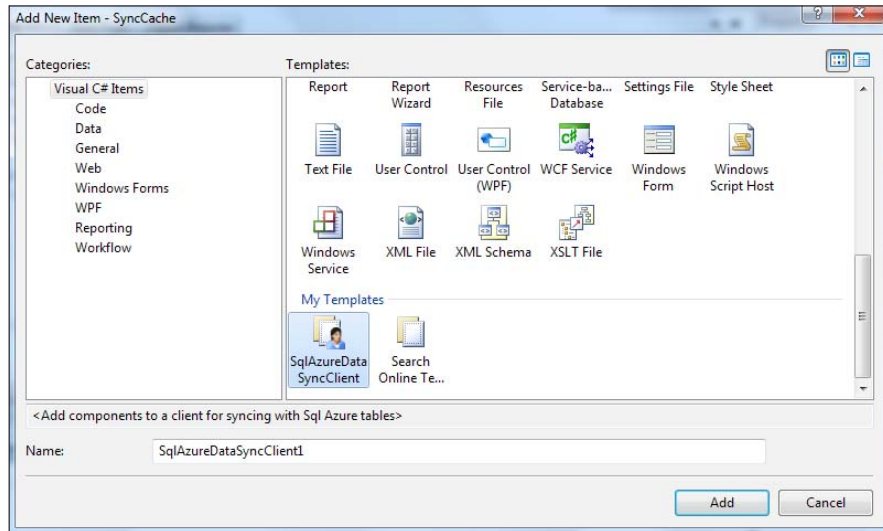 Add New Item - SyncCache
Categories:
Templates:
Visual C# Items
Code
Data
General
Web
Windows Forms
WPF
Reporting
Workflow
Report
Report
Wizard
Resources
File
Service-ba...
Database
Settings File
Style Sheet
Text File
User Control
User Control
(WPF)
WCF Service
Windows
Form
Windows
Script Host
Windows
Service
XML File
XML Schema
XSLT File
My Templates
SqlAzureData
SyncClient
Search
Online Te...
<Add components to a client for syncing with Sql Azure tables>
Name:
SqlAzureDataSyncClient1
Add
Cancel